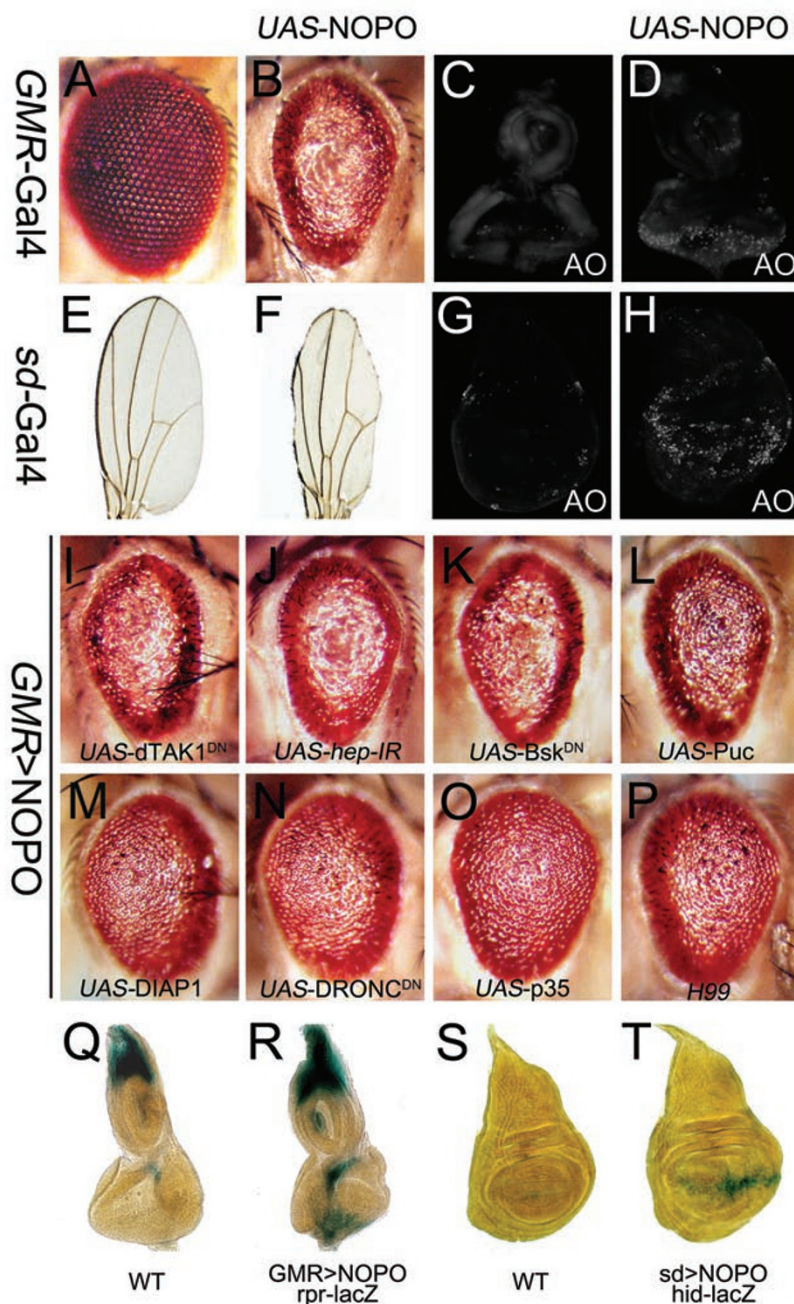 UAS-NOPO UAS-NOPO
GMR-Gal4
A B C D
AO AO
sd-Gal4
E F G H
AO AO
GMR>NOPO
I J K L
UAS-dTAK1DN UAS-hep-IR UAS-BskDN UAS-Puc
M N O P
UAS-DIAP1 UAS-DRONCDN UAS-p35 H99
Q R S T
WT GMR>NOPO WT sd>NOPO
rpr-lacZ hid-lacZ